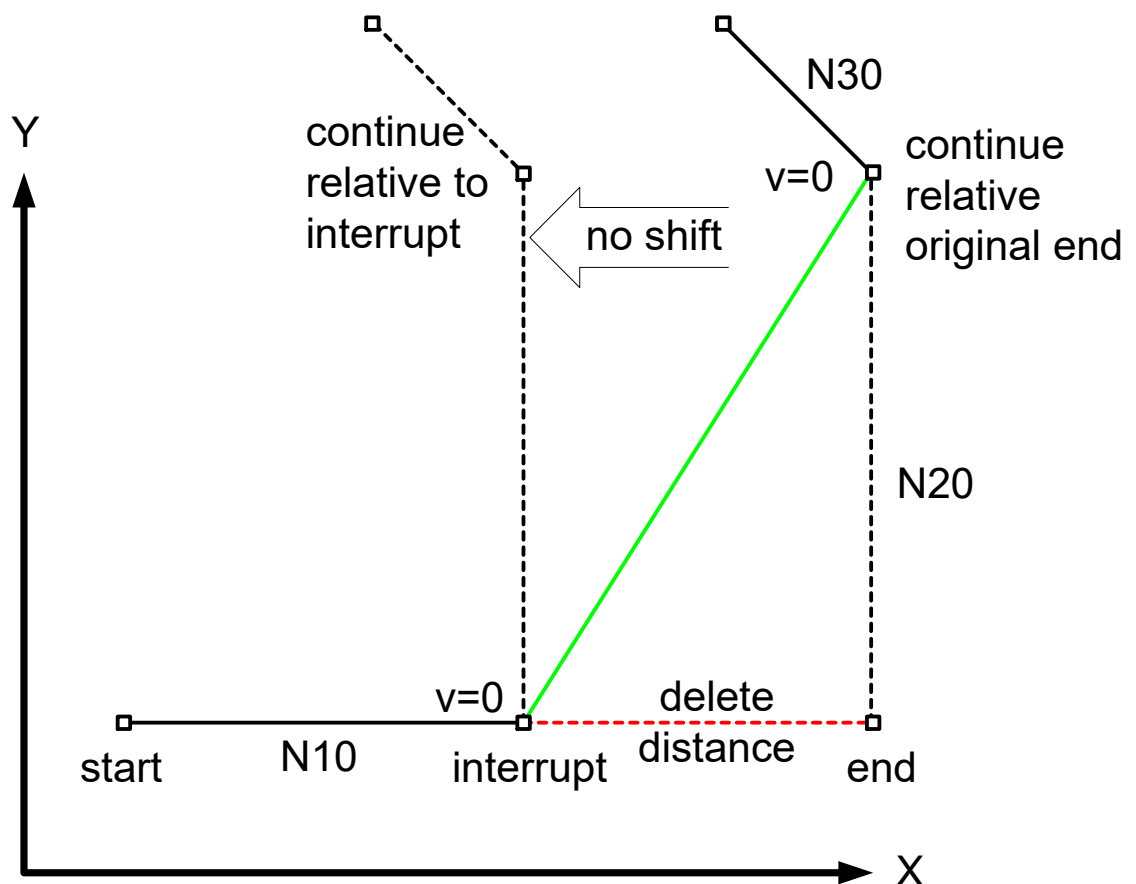 N30
Y
continue
relative to
interrupt
v=0
continue
relative
original end
no shift
N20
v=0
delete
distance
start
N10
interrupt
end
X